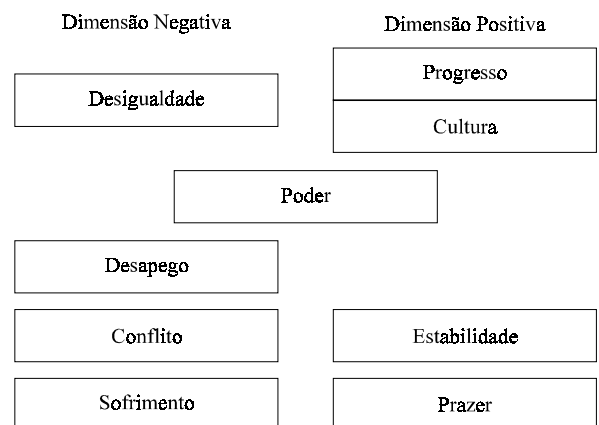 Dimensão Negativa
Dimensão Positiva
Desigualdade
Progresso
Cultura
Poder
Desapego
Conflito
Estabilidade
Sofrimento
Prazer